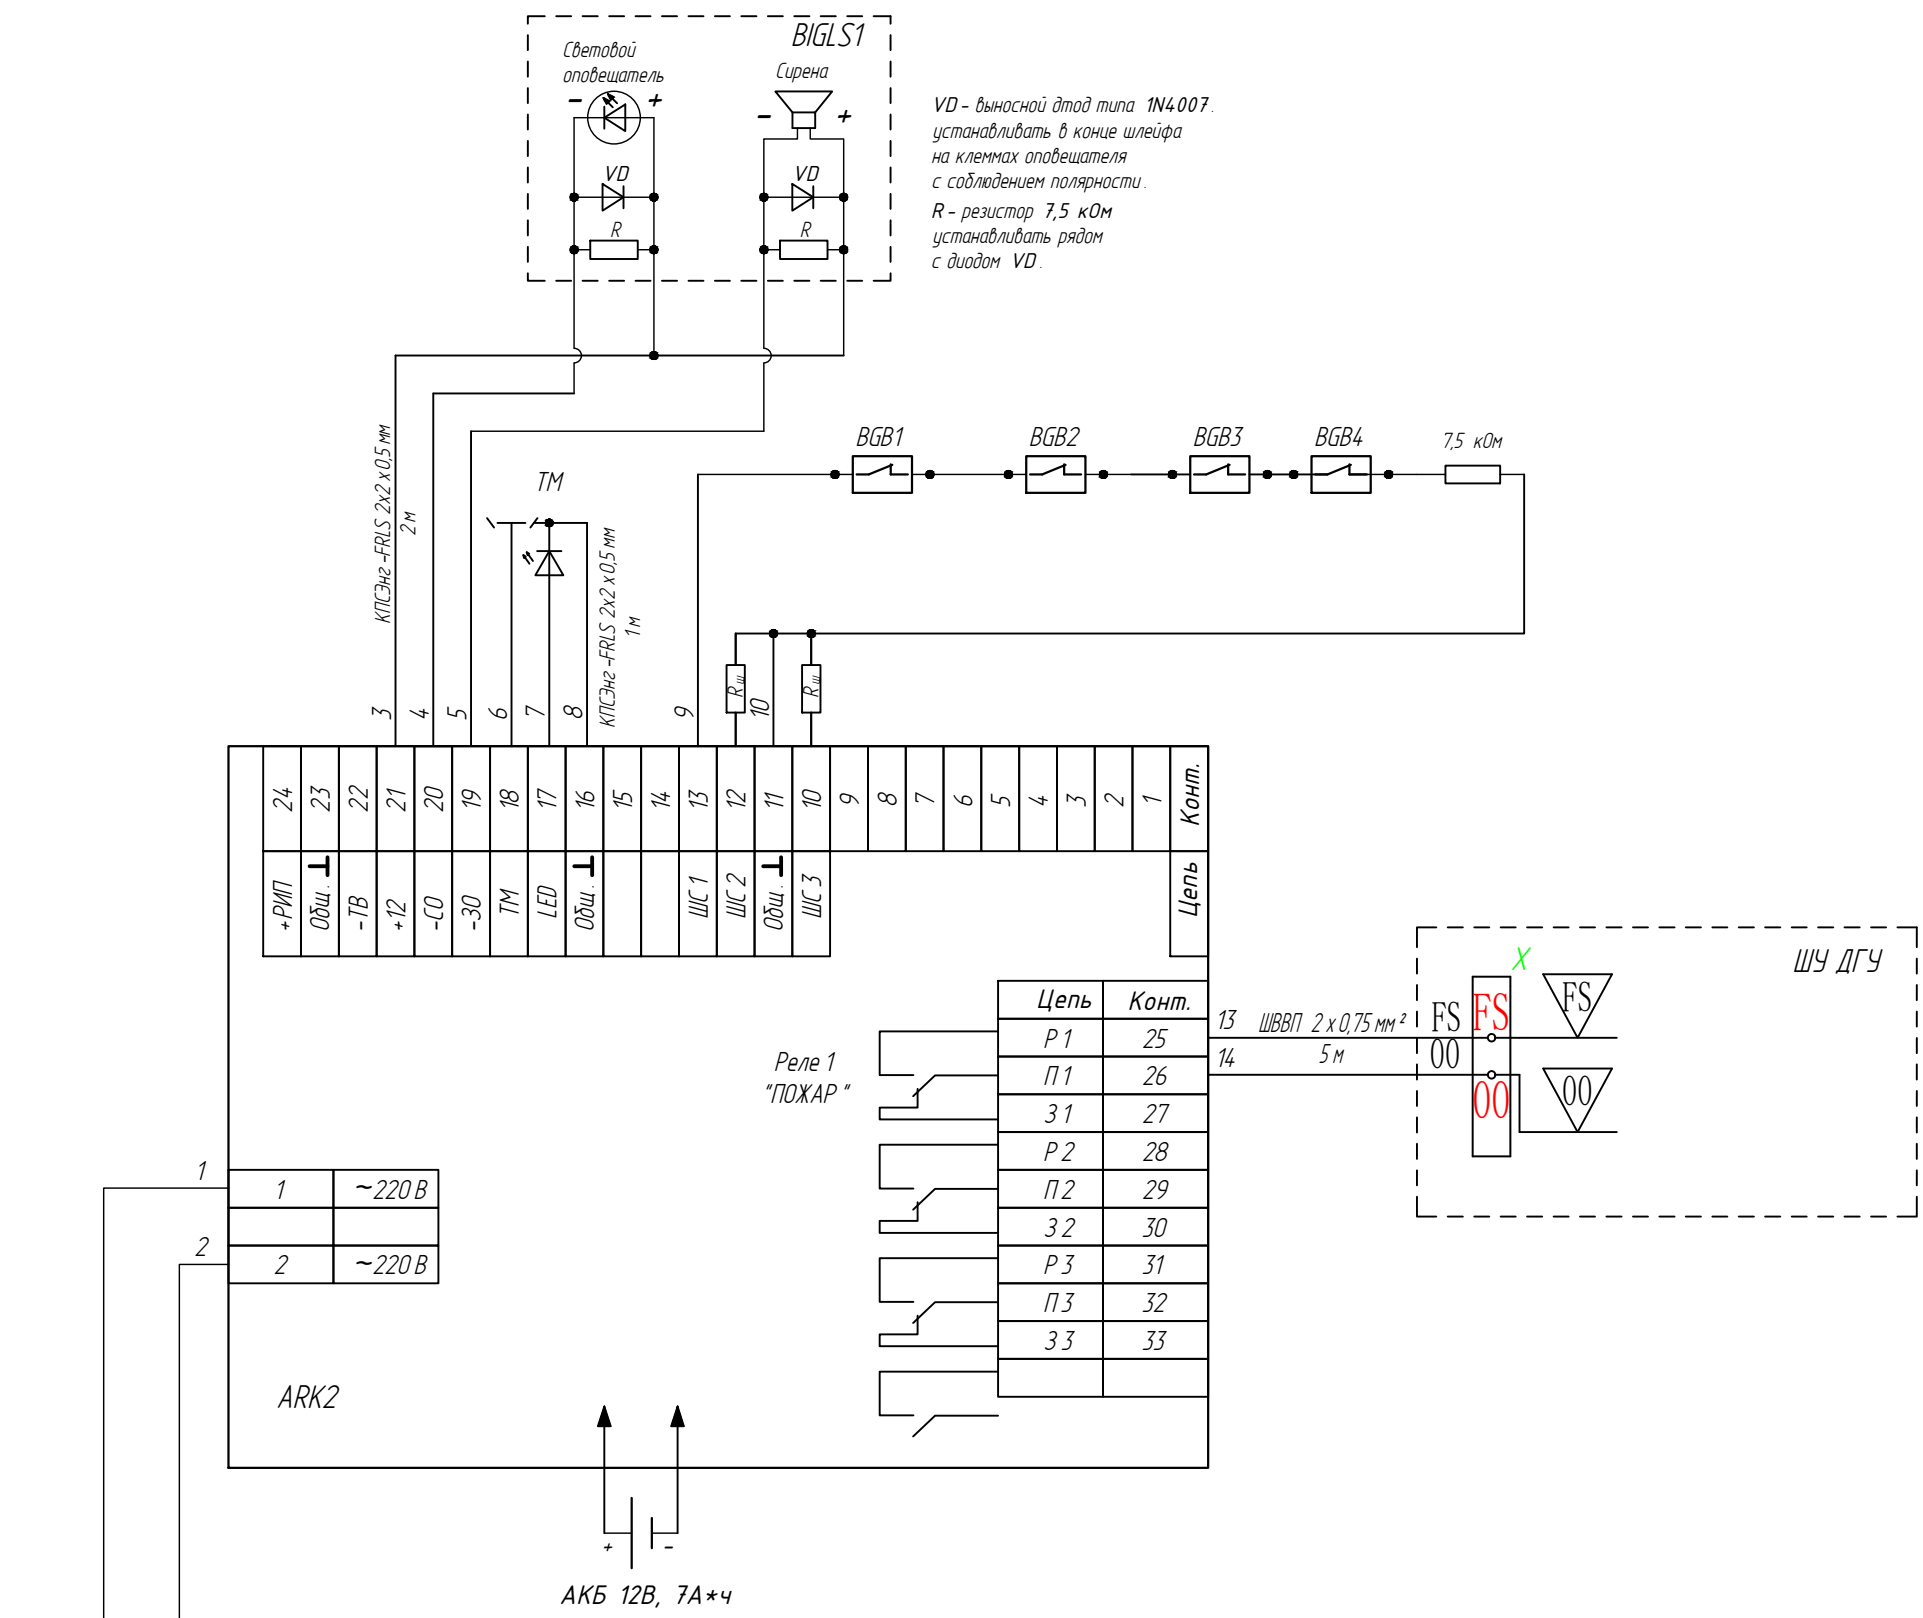 BIGLS1
Световой
оповещатель
Сирена
- +
- +
VD
VD
R
R
VD - выносной дтод типа 1N4007.
устанавливать в конце шлейфа
на клеммах оповещателя
с соблюдением полярности.
R - резистор 7,5 кОм
устанавливать рядом
с диодом VD.
BGB1
BGB2
BGB3
BGB4
7,5 кОм
ТМ
КПСЭнг-FRLS 2х2 х0,5 мм
2 м
КПСЭнг-FRLS 2х2 х0,5 мм
1 м
3
4
5
6
7
8
9
Rш
10
Rш
24
23
22
21
20
19
18
17
16
15
14
13
12
11
10
9
8
7
6
5
4
3
2
1
Конт.
+РИП
Общ.
-ТВ
+12
-СО
-ЗО
ТМ
LED
Общ.
ШС 1
ШС 2
Общ.
ШС 3
Цепь
Цепь Конт.
Р 1 25
П 1 26
З 1 27
Р 2 28
П 2 29
З 2 30
Р 3 31
П 3 32
З 3 33
Реле 1
"ПОЖАР"
13 ШВВП 2 х 0,75 мм²
14 5 м
ШУ ДГУ
X
FS FS FS
00 00 00
1
1 ~220 В
2
2 ~220 В
ARK2
+ -
АКБ 12В, 7А*ч